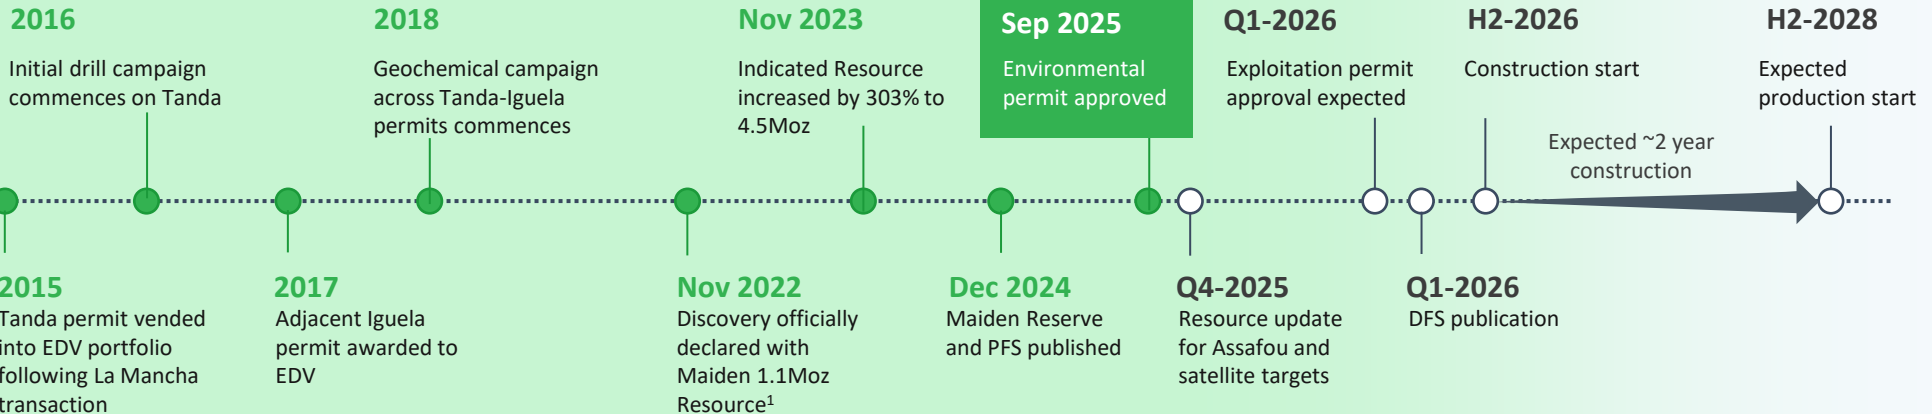 2016
Initial drill campaign
commences on Tanda
2018
Geochemical campaign
across Tanda-Iguela
permits commences
Nov 2023
Indicated Resource
increased by 303% to
4.5Moz
Sep 2025
Environmental
permit approved
Q1-2026
Exploitation permit
approval expected
H2-2026
Construction start
H2-2028
Expected
production start
Expected ~2 year
construction
2015
Tanda permit vended
into EDV portfolio
following La Mancha
transaction
2017
Adjacent Iguela
permit awarded to
EDV
Nov 2022
Discovery officially
declared with
Maiden 1.1Moz
Resource¹
Dec 2024
Maiden Reserve
and PFS published
Q4-2025
Resource update
for Assafou and
satellite targets
Q1-2026
DFS publication